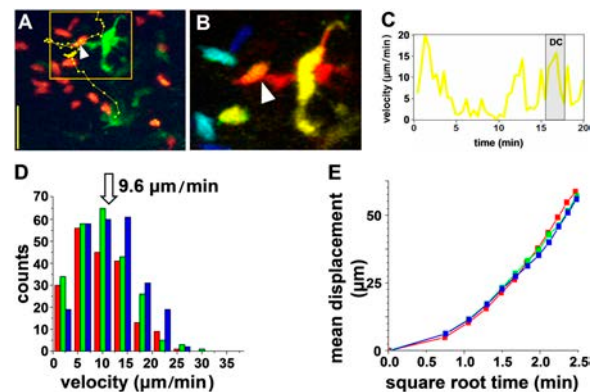 A
B
C
velocity (µm/min)
20
15
10
5
0
DC
0
5
10
15
20
time (min)
D
9.6 µm/min
counts
70
60
50
40
30
20
10
0
0
5
10
15
20
25
30
35
velocity (µm/min)
E
mean displacement
(µm)
50
25
0
0.0
0.5
1.0
1.5
2.0
2.5
square root time (min)